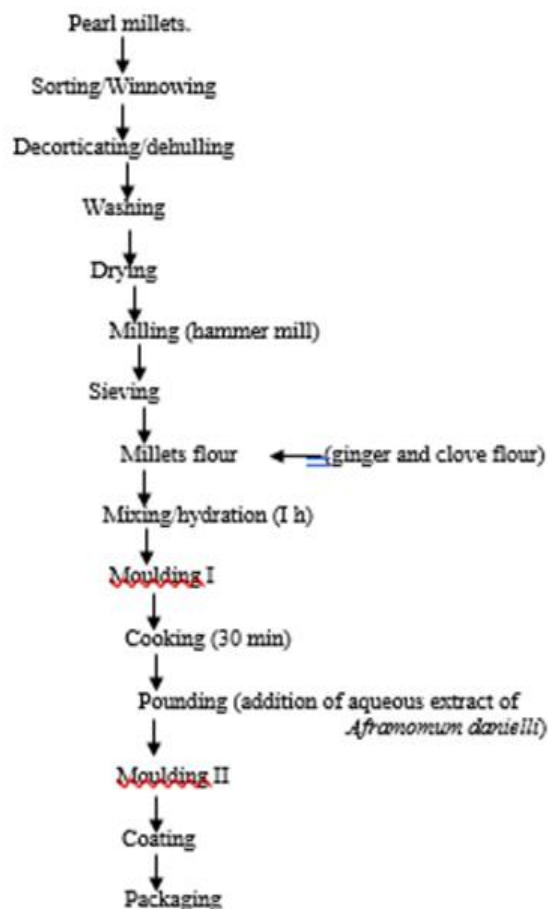 Pearl millets.
Sorting/Winnowing
Decorticating/dehulling
Washing
Drying
Milling (hammer mill)
Sieving
Millets flour (ginger and clove flour)
Mixing/hydration (I h)
Moulding I
Cooking (30 min)
Pounding (addition of aqueous extract of
Aframomum danielli)
Moulding II
Coating
Packaging